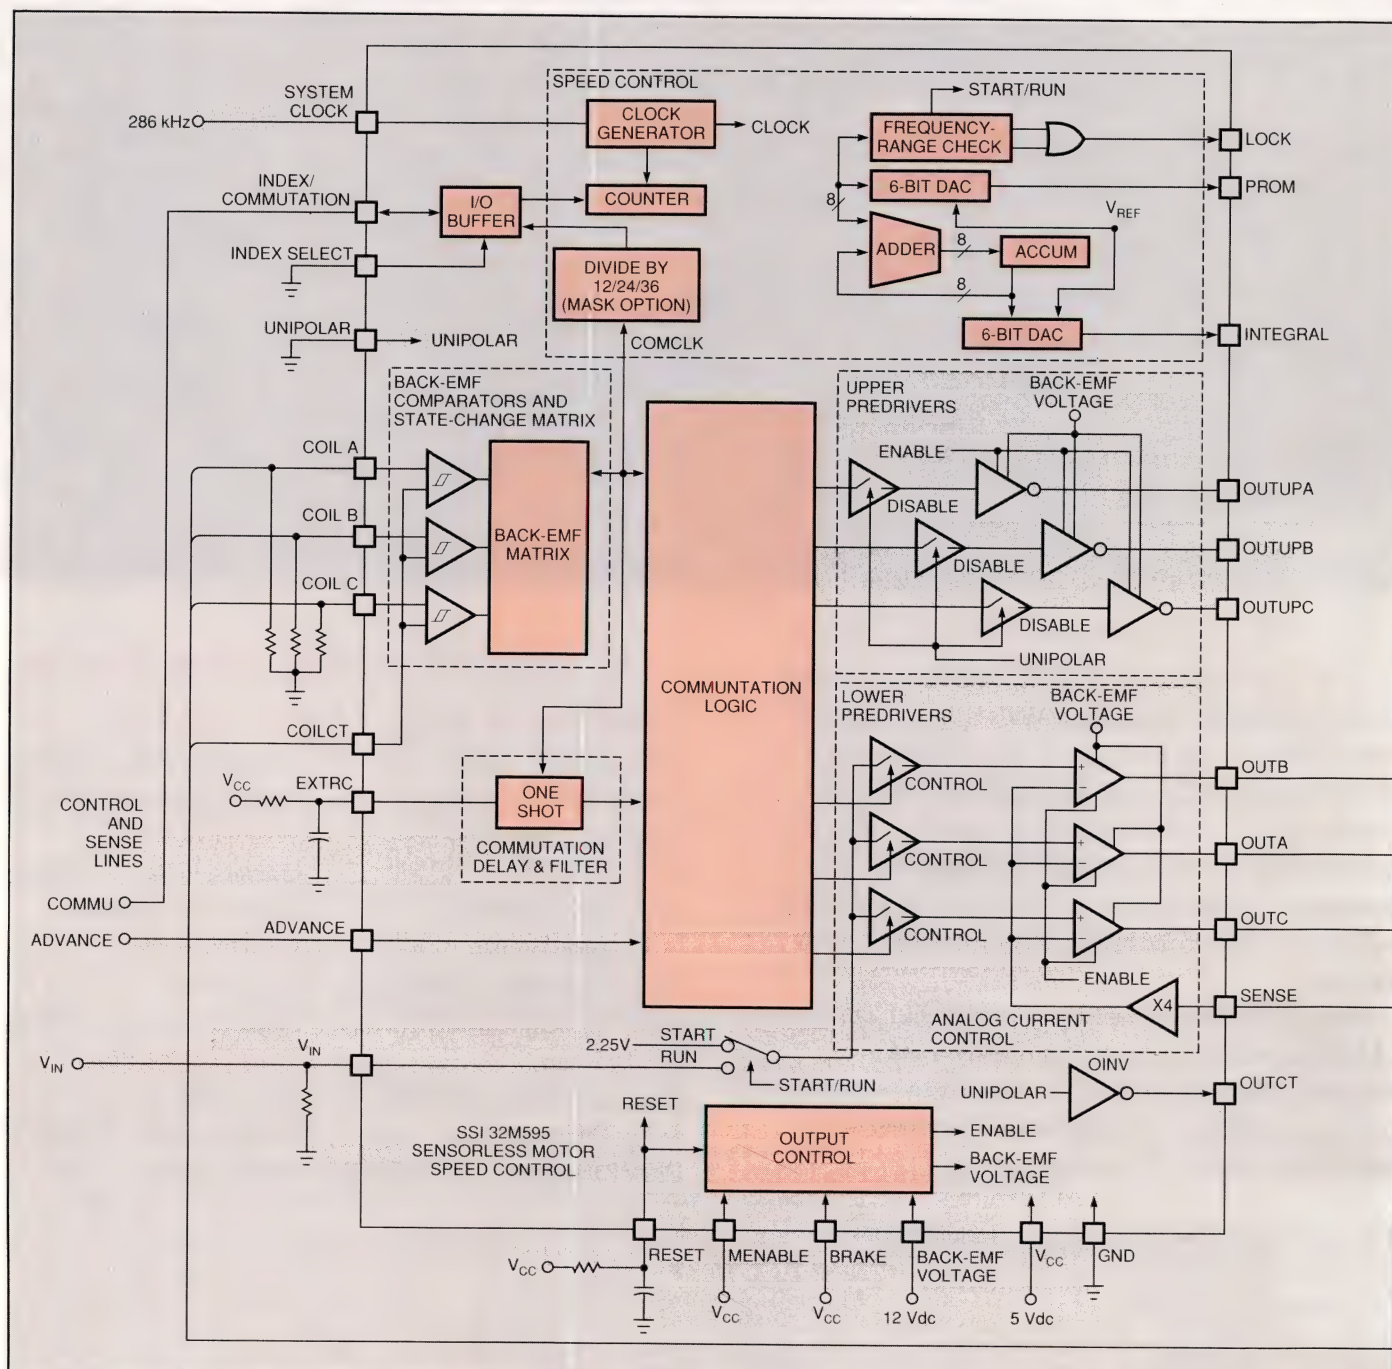 SPEED CONTROL
SYSTEM
CLOCK
286 kHz
CLOCK
GENERATOR
CLOCK
START/RUN
FREQUENCY-
RANGE CHECK
LOCK
INDEX/
COMMUTATION
I/O
BUFFER
COUNTER
6-BIT DAC
PROM
8
VREF
INDEX SELECT
DIVIDE BY
12/24/36
(MASK OPTION)
ADDER
8
ACCUM
8
UNIPOLAR
UNIPOLAR
COMCLK
6-BIT DAC
INTEGRAL
BACK-EMF
COMPARATORS AND
STATE-CHANGE MATRIX
UPPER
PREDRIVERS
BACK-EMF
VOLTAGE
COIL A
ENABLE
DISABLE
OUTUPA
COIL B
BACK-EMF
MATRIX
DISABLE
OUTUPB
COIL C
DISABLE
OUTUPC
UNIPOLAR
COMMUNTATION
LOGIC
LOWER
PREDRIVERS
BACK-EMF
VOLTAGE
COILCT
VCC
EXTRC
ONE
SHOT
COMMUTATION
DELAY & FILTER
CONTROL
+
−
OUTB
CONTROL
AND
SENSE
LINES
CONTROL
+
−
OUTA
COMMU
ADVANCE
ADVANCE
CONTROL
+
−
OUTC
ENABLE
X4
SENSE
ANALOG CURRENT
CONTROL
VIN
VIN
2.25V
START
RUN
START/RUN
OINV
UNIPOLAR
OUTCT
SSI 32M595
SENSORLESS MOTOR
SPEED CONTROL
RESET
OUTPUT
CONTROL
ENABLE
BACK-EMF
VOLTAGE
RESET
MENABLE
BRAKE
BACK-EMF
VOLTAGE
VCC
GND
VCC
VCC
VCC
12 Vdc
5 Vdc